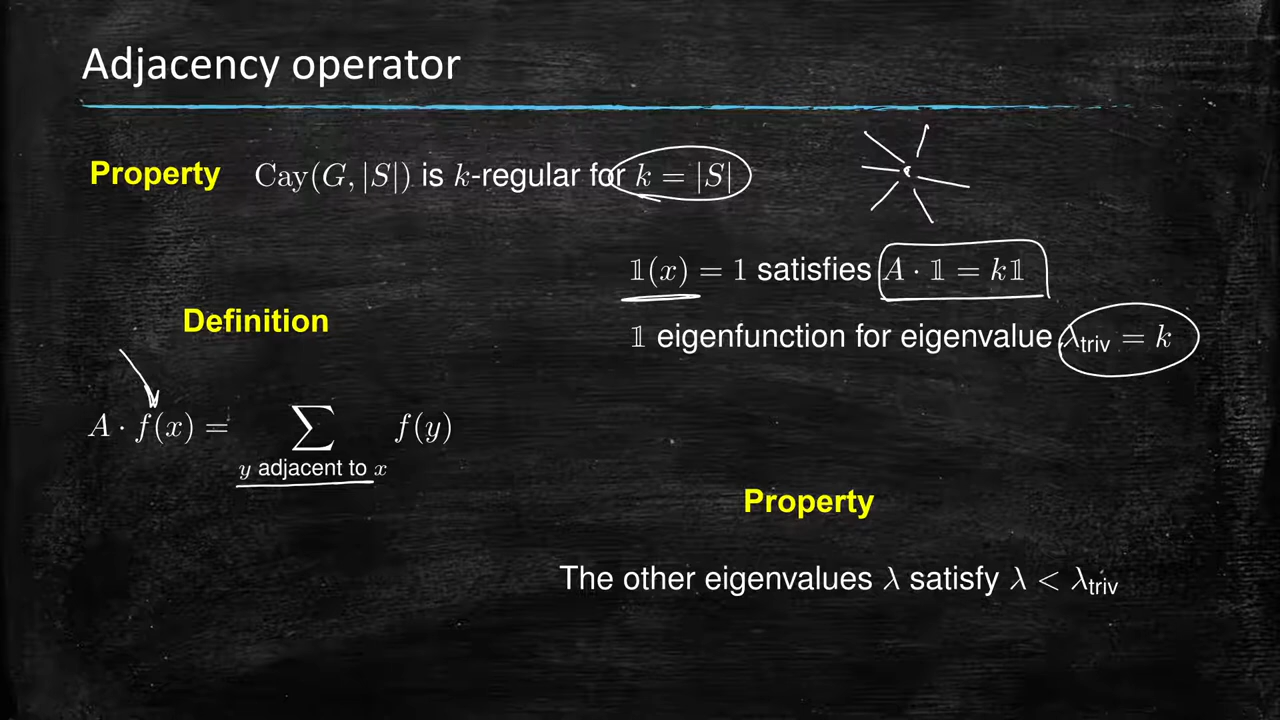 Adjacency operator
Property Cay(G, |S|) is k-regular for k = |S|
𝟙(x) = 1 satisfies A · 𝟙 = k𝟙
𝟙 eigenfunction for eigenvalue λ_triv = k
Definition
A · f(x) = ∑ f(y)
y adjacent to x
Property
The other eigenvalues λ satisfy λ < λ_triv